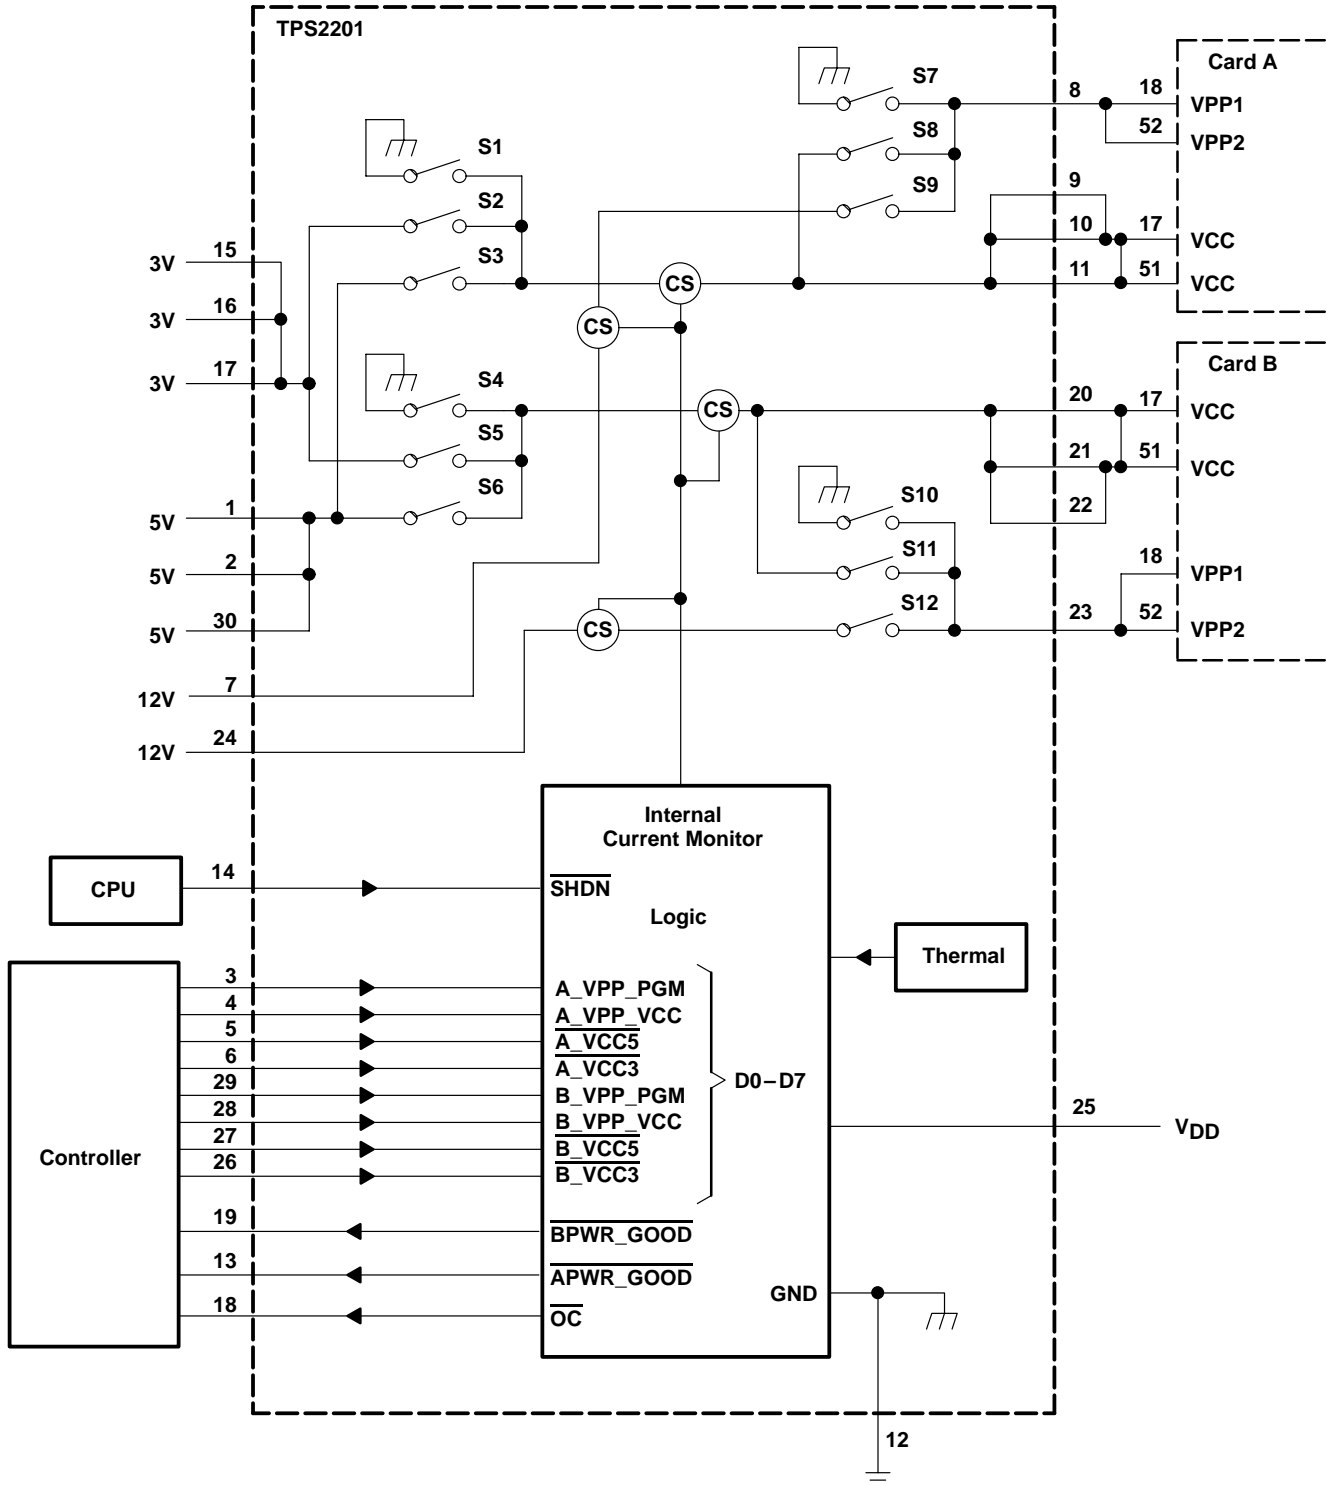 TPS2201
S1
S2
S3
S4
S5
S6
S7
S8
S9
S10
S11
S12
3V 15
3V 16
3V 17
5V 1
5V 2
5V 30
12V 7
12V 24
CS
CS
CS
CS
8 18 VPP1
52 VPP2
Card A
9
10 17 VCC
11 51 VCC
Card B
20 17 VCC
21 51 VCC
22
18 VPP1
23 52 VPP2
Internal
Current Monitor
CPU
14
SHDN
Logic
Thermal
Controller
3 A_VPP_PGM
4 A_VPP_VCC
5 A_VCC5
6 A_VCC3
29 B_VPP_PGM
28 B_VPP_VCC
27 B_VCC5
26 B_VCC3
D0–D7
25 VDD
19 BPWR_GOOD
13 APWR_GOOD
18 OC
GND
12